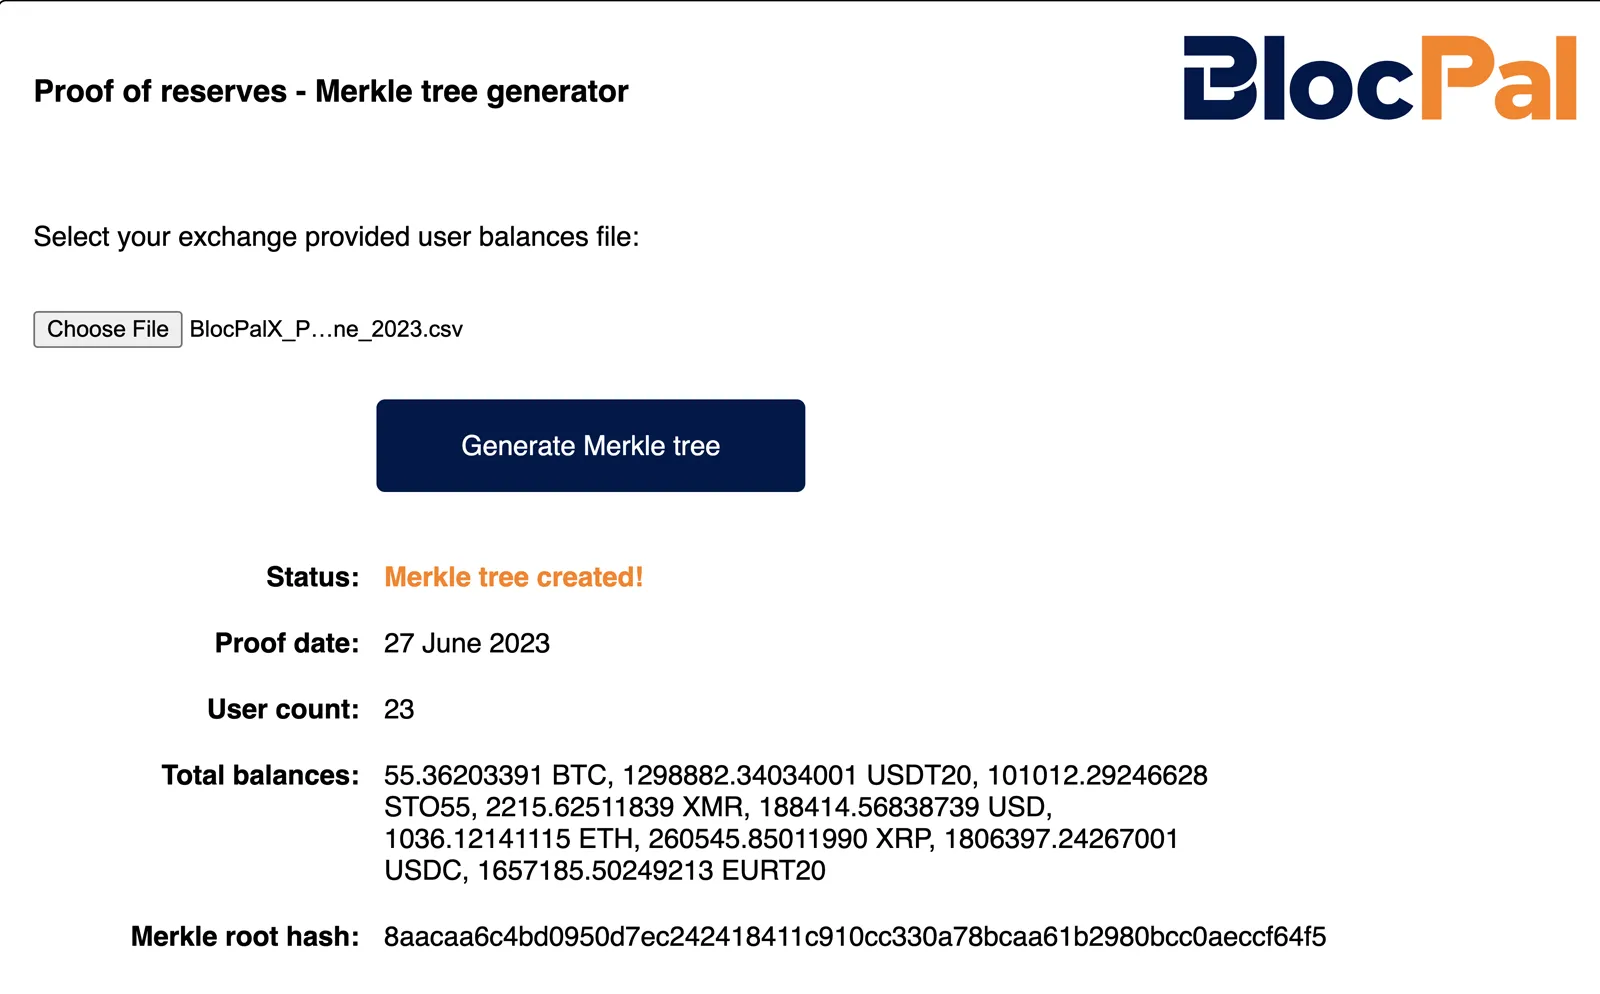 BlocPal
Proof of reserves - Merkle tree generator
Select your exchange provided user balances file:
Choose File BlocPalX_P...ne_2023.csv
Generate Merkle tree
Status: Merkle tree created!
Proof date: 27 June 2023
User count: 23
Total balances: 55.36203391 BTC, 1298882.34034001 USDT20, 101012.29246628
STO55, 2215.62511839 XMR, 188414.56838739 USD,
1036.12141115 ETH, 260545.85011990 XRP, 1806397.24267001
USDC, 1657185.50249213 EURT20
Merkle root hash: 8aacaa6c4bd0950d7ec242418411c910cc330a78bcaa61b2980bcc0aeccf64f5